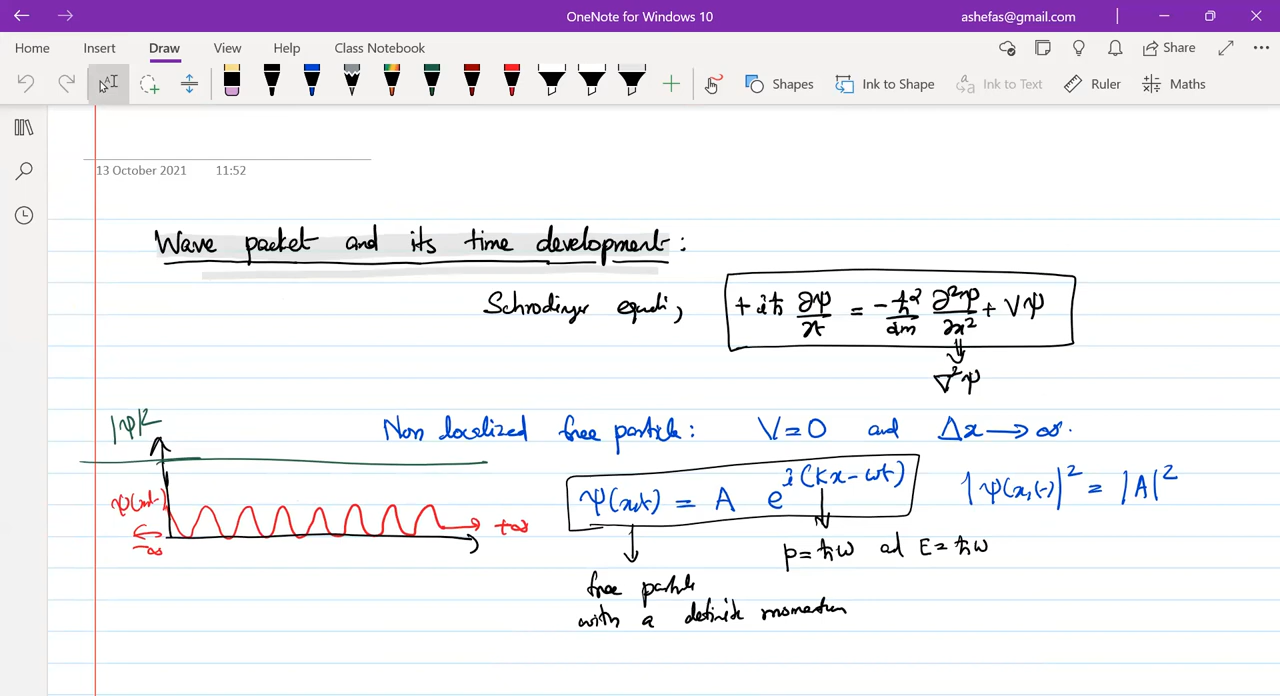 OneNote for Windows 10
ashefas@gmail.com
Home Insert Draw View Help Class Notebook
Share
Shapes Ink to Shape Ink to Text Ruler Maths
13 October 2021 11:52
Wave packet and its time development:
Schrodinger equati, +iħ ∂ψ/∂t = -ħ²/2m ∂²ψ/∂x² + Vψ
∇²ψ
|ψ|²
Non localized free particle: V=0 and Δx → ∞.
ψ(x,t) = A e^{i(kx-ωt)} |ψ(x,t)|² = |A|²
ψ(x,t)
-∞ +∞
p=ħω ad E=ħω
free particle
with a definite momentum